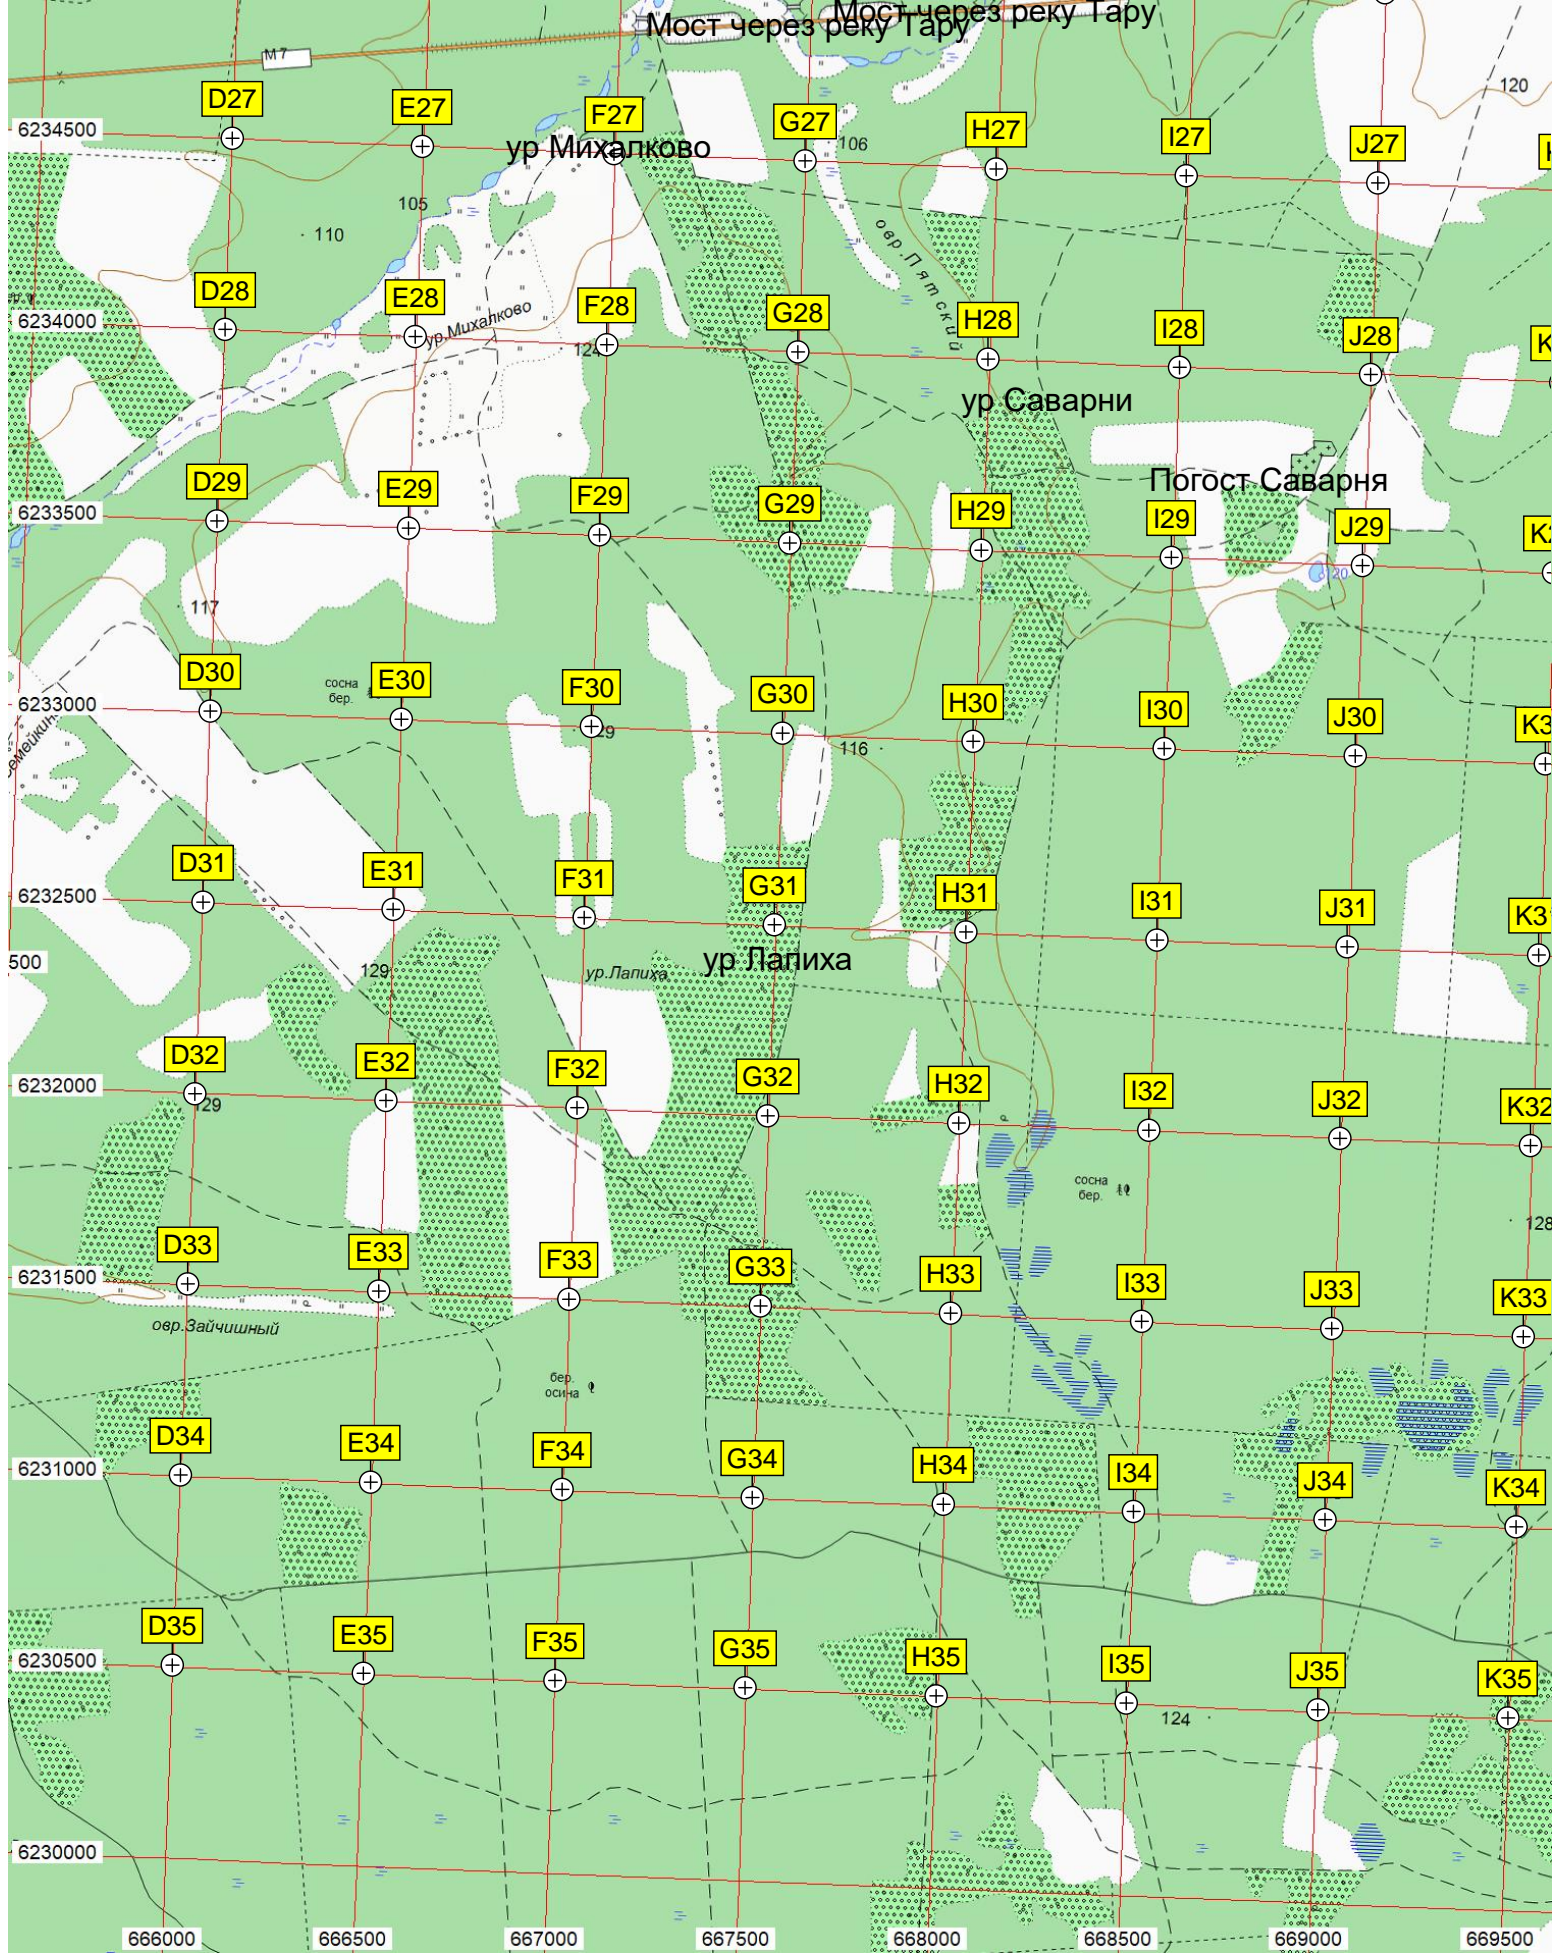 Мост через реку Тару
Мост через реку Тару
М 7
120
D27
E27
F27
G27
H27
I27
J27
6234500
ур Михалково
106
105
110
овр.Пятский
D28
E28
F28
G28
H28
I28
J28
6234000
ур.Михалково
124
ур Саварни
Погост Саварня
D29
E29
F29
G29
H29
I29
J29
6233500
120
117
D30
E30
F30
G30
H30
I30
J30
6233000
сосна
бер.
129
116
D31
E31
F31
G31
H31
I31
J31
6232500
500
129
ур.Лапиха
ур Лапиха
D32
E32
F32
G32
H32
I32
J32
K32
6232000
129
сосна
бер.
128
D33
E33
F33
G33
H33
I33
J33
K33
6231500
овр.Зайчишный
бер.
осина
D34
E34
F34
G34
H34
I34
J34
K34
6231000
D35
E35
F35
G35
H35
I35
J35
K35
6230500
124
6230000
666000
666500
667000
667500
668000
668500
669000
669500